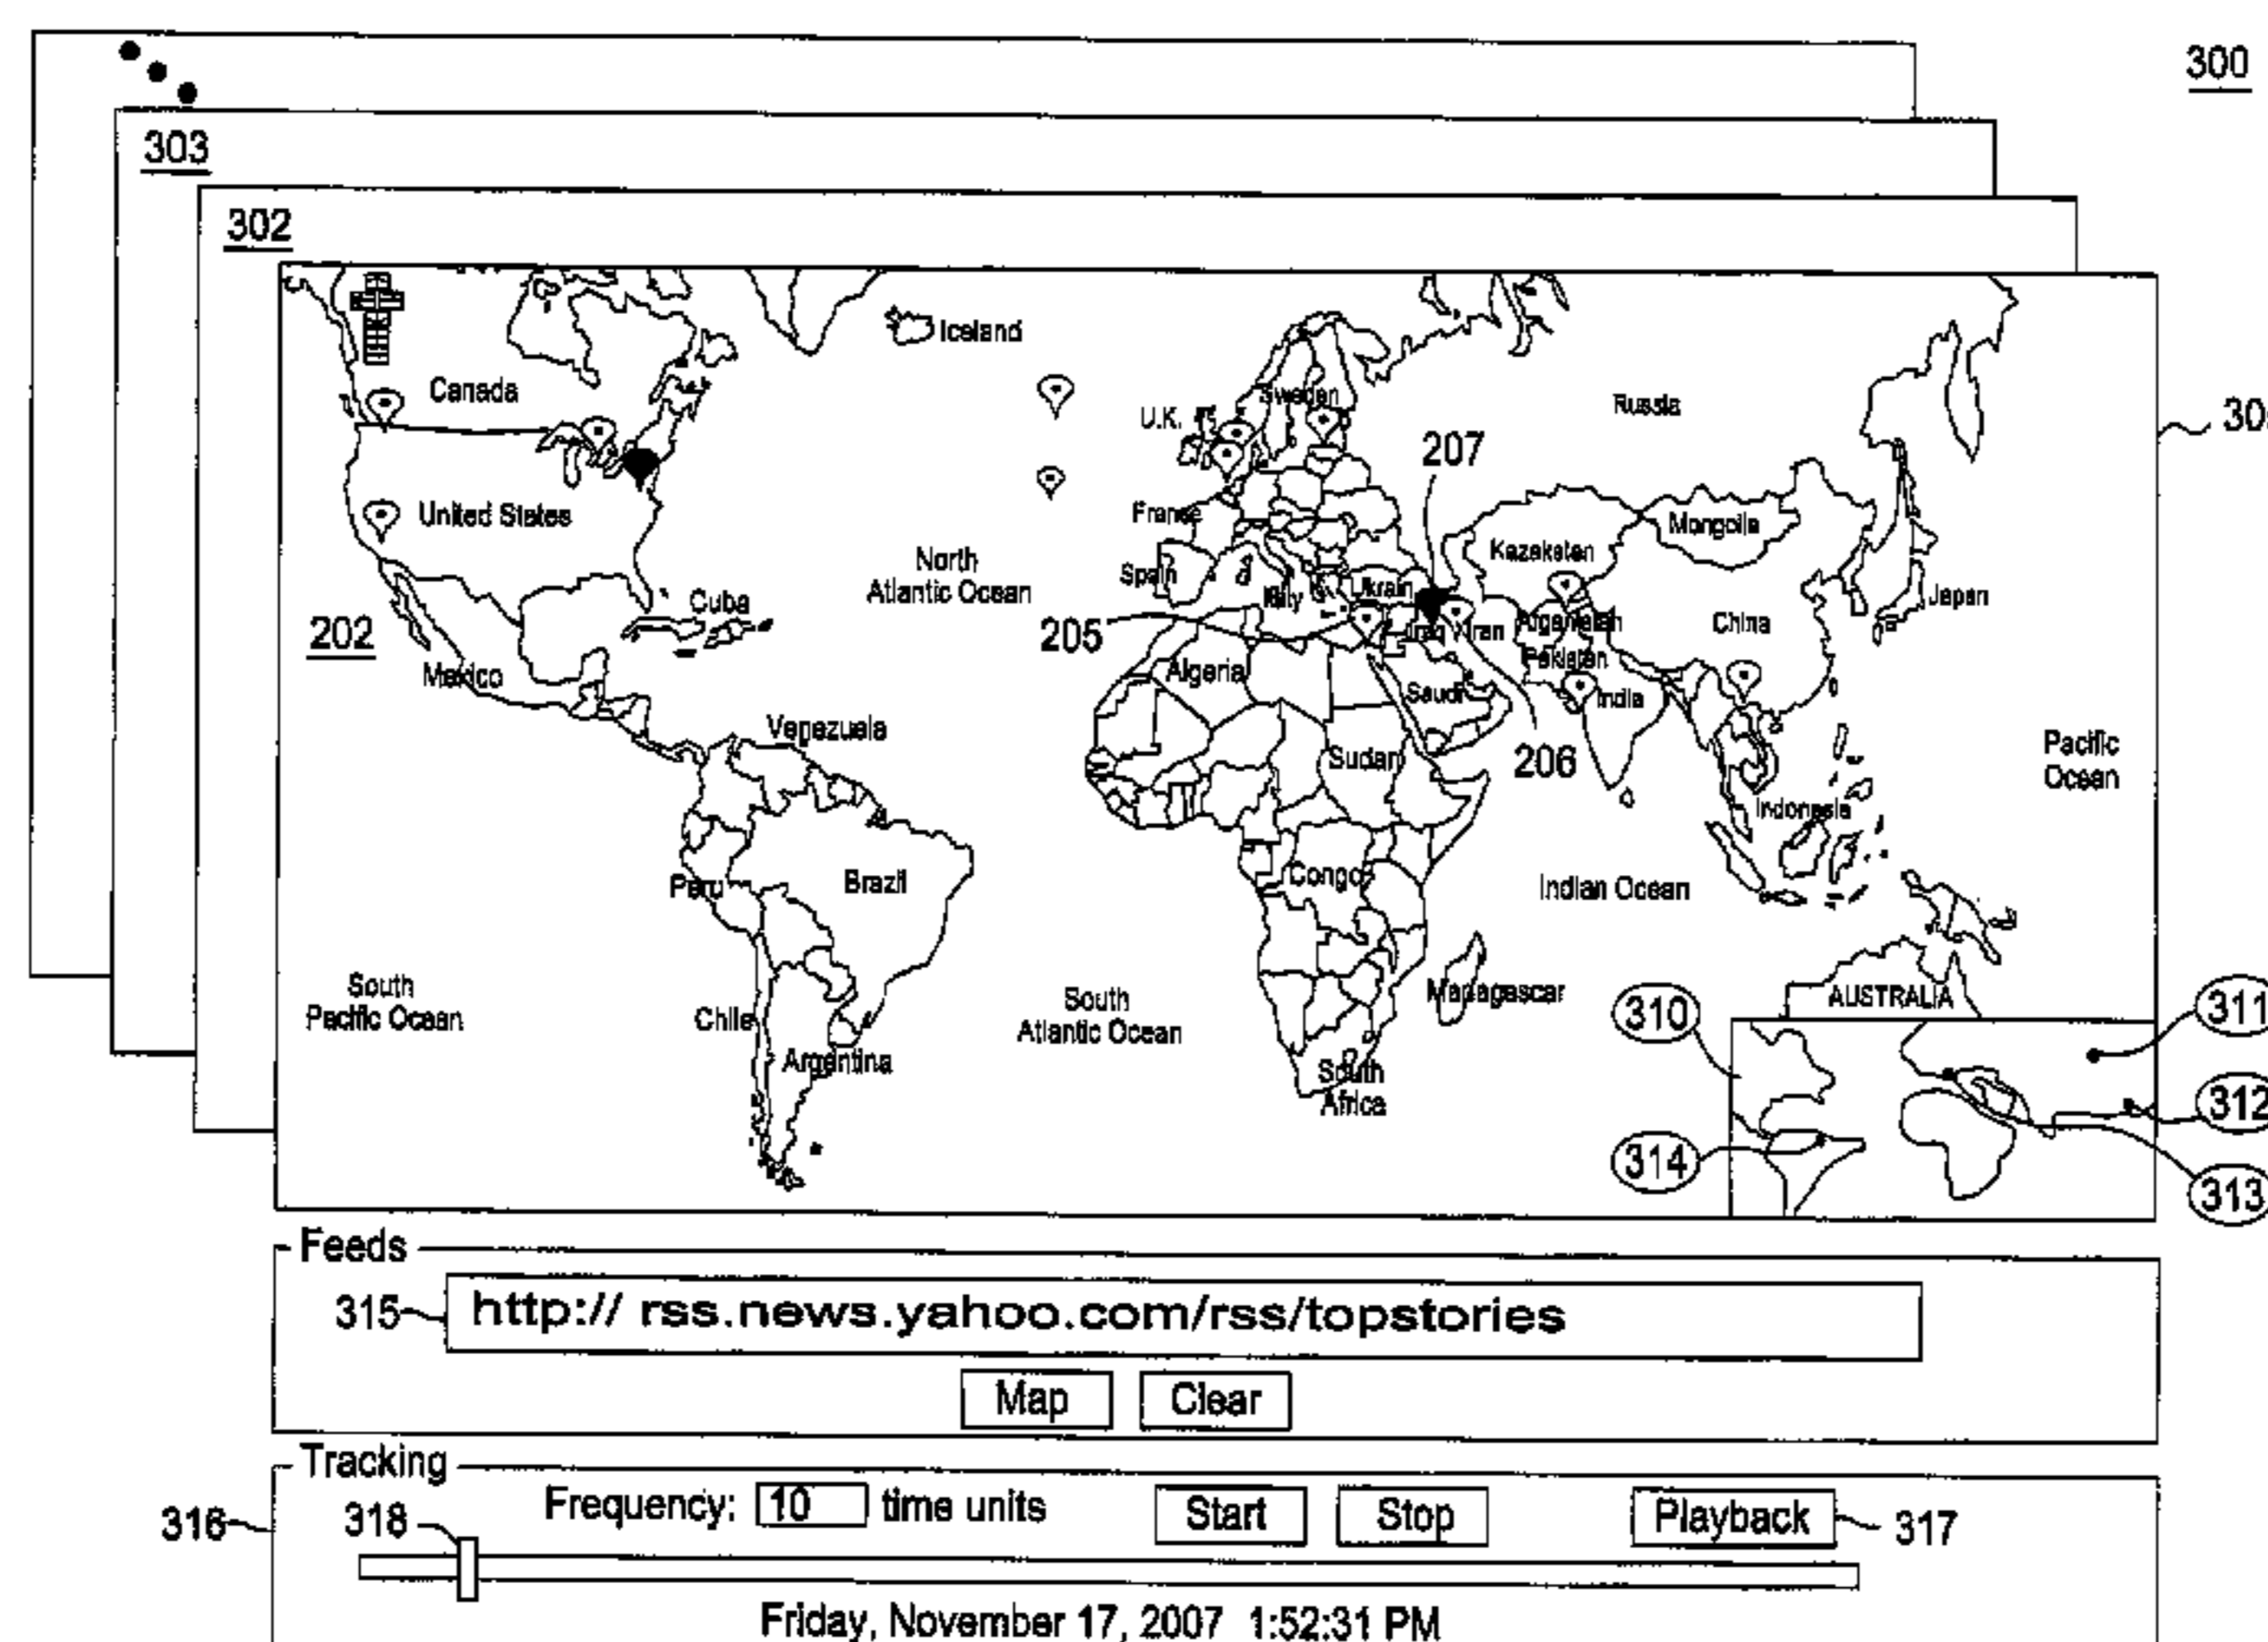 300
303
302
Iceland
Canada
Sweden
Russia
U.K.
207
United States
France
Mongolia
Kazakstan
North
Atlantic Ocean
Spain
Italy
Ukrain
Japan
Cuba
China
202
205
Iraq
Iran
Afganistan
Mexico
Algeria
Pakistan
Saudi
India
Venezuela
Sudan
206
Pacific
Ocean
Indonesia
Peru
Brazil
Congo
Indian Ocean
South
Pacific Ocean
Chile
South
Atlantic Ocean
Madagascar
AUSTRALIA
310
311
Argentina
South
Africa
312
314
313
Feeds
315
http:// rss.news.yahoo.com/rss/topstories
Map
Clear
Tracking
316
318
Frequency: 10 time units
Start
Stop
Playback
317
Friday, November 17, 2007 1:52:31 PM